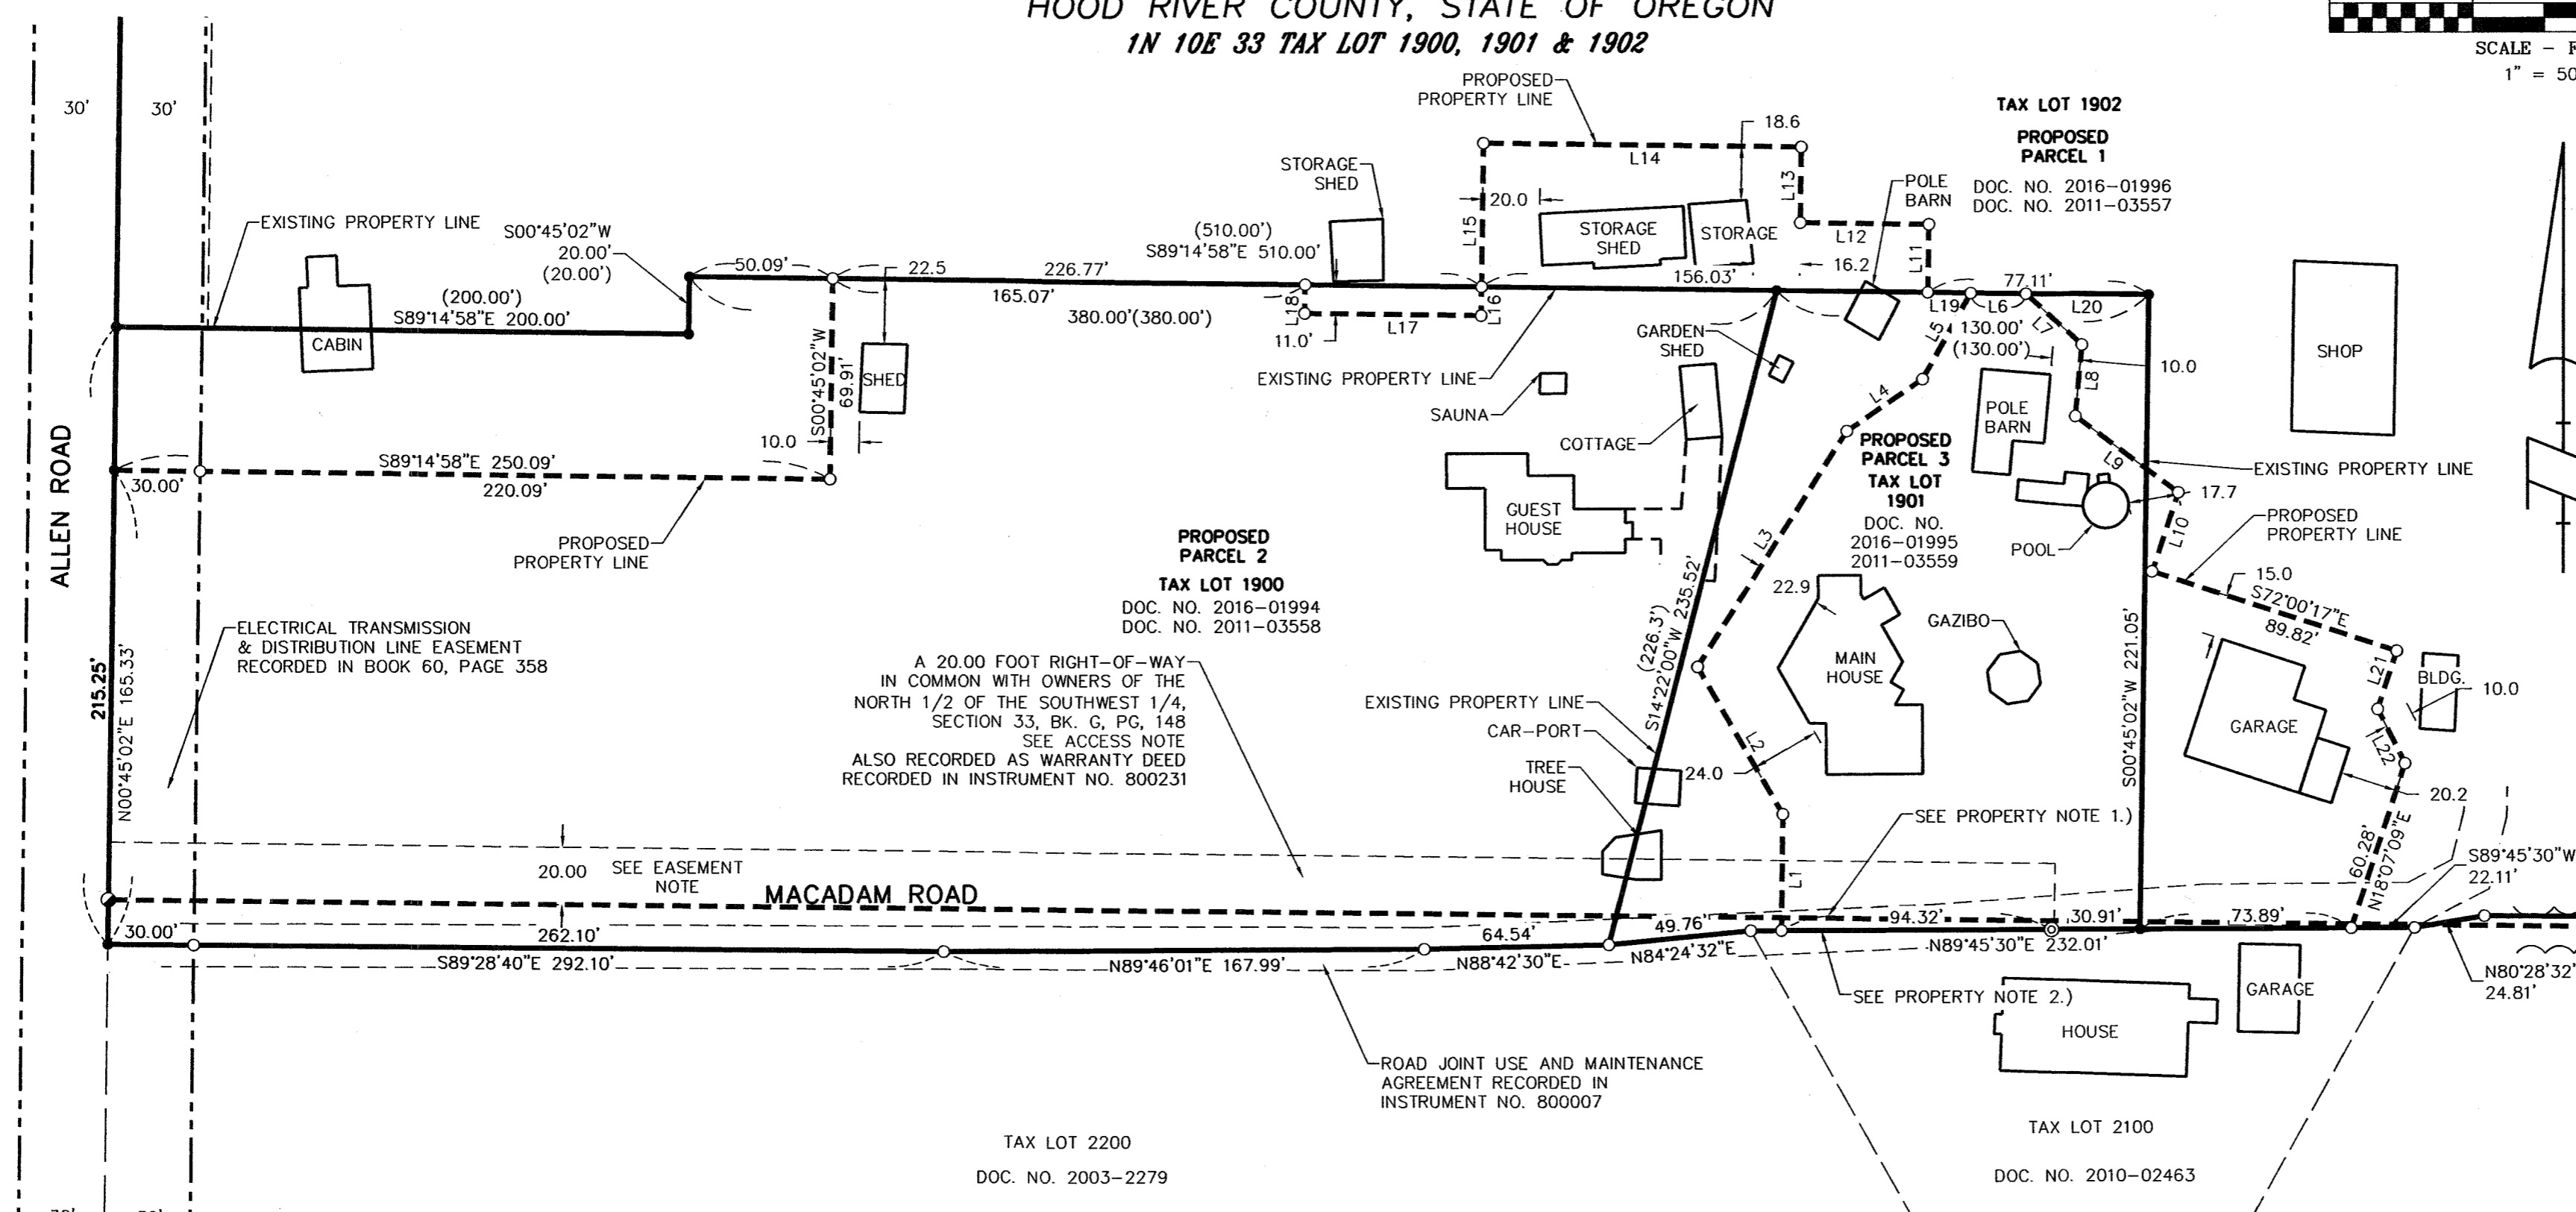 HOOD RIVER COUNTY, STATE OF OREGON
1N 10E 33 TAX LOT 1900, 1901 & 1902
1" = 50
30'
30'
PROPOSED
PROPERTY LINE
18.6
TAX LOT 1902
PROPOSED
PARCEL 1
DOC. NO. 2016-01996
DOC. NO. 2011-03557
L14
L13
L15
20.0
STORAGE
SHED
STORAGE
SHED
STORAGE
POLE
BARN
L12
L11
16.2
EXISTING PROPERTY LINE
S00°45'02"W
20.00'
(20.00')
(510.00')
S89°14'58"E 510.00'
50.09'
22.5
226.77'
156.03'
77.11'
(200.00')
S89°14'58"E 200.00'
CABIN
165.07'
380.00'(380.00')
L18
L17
L16
11.0'
L19
L6
L20
L5
L7
130.00'
(130.00')
10.0
L8
SHOP
S00°45'02"W
69.91'
SHED
10.0
EXISTING PROPERTY LINE
GARDEN
SHED
SAUNA
COTTAGE
L4
POLE
BARN
PROPOSED
PARCEL 3
TAX LOT
1901
DOC. NO.
2016-01995
2011-03559
L9
EXISTING PROPERTY LINE
17.7
L10
POOL
PROPOSED
PROPERTY LINE
ALLEN ROAD
S89°14'58"E 250.09'
30.00'
220.09'
PROPOSED
PROPERTY LINE
GUEST
HOUSE
PROPOSED
PARCEL 2
TAX LOT 1900
DOC. NO. 2016-01994
DOC. NO. 2011-03558
L3
22.9
15.0
S72°00'17"E
89.82'
GAZIBO
MAIN
HOUSE
ELECTRICAL TRANSMISSION
& DISTRIBUTION LINE EASEMENT
RECORDED IN BOOK 60, PAGE 358
215.25'
N00°45'02"E 165.33'
A 20.00 FOOT RIGHT-OF-WAY
IN COMMON WITH OWNERS OF THE
NORTH 1/2 OF THE SOUTHWEST 1/4,
SECTION 33, BK. G, PG, 148
SEE ACCESS NOTE
ALSO RECORDED AS WARRANTY DEED
RECORDED IN INSTRUMENT NO. 800231
(226.3')
S14°22'00"W 235.52'
EXISTING PROPERTY LINE
CAR-PORT
TREE
HOUSE
L2
24.0
S00°45'02"W 221.05'
L21
BLDG.
10.0
GARAGE
L22
20.2
SEE PROPERTY NOTE 1.)
L1
60.28'
N18°07'09"E
S89°45'30"W
22.11'
20.00
SEE EASEMENT
NOTE
MACADAM ROAD
30.00'
262.10'
S89°28'40"E 292.10'
N89°46'01"E 167.99'
64.54'
N88°42'30"E
49.76'
N84°24'32"E
94.32'
30.91'
73.89'
N89°45'30"E 232.01'
SEE PROPERTY NOTE 2.)
GARAGE
HOUSE
N80°28'32"
24.81'
ROAD JOINT USE AND MAINTENANCE
AGREEMENT RECORDED IN
INSTRUMENT NO. 800007
TAX LOT 2200
DOC. NO. 2003-2279
TAX LOT 2100
DOC. NO. 2010-02463